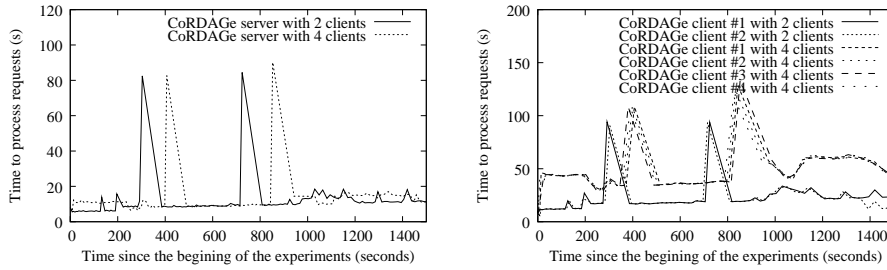 Time to process requests (s)
120
100
80
60
40
20
0
CoRDAGe server with 2 clients
CoRDAGe server with 4 clients
0 200 400 600 800 1000 1200 1400
Time since the begining of the experiments (seconds)
Time to process requests (s)
200
150
100
50
0
CoRDAGe client #1 with 2 clients
CoRDAGe client #2 with 2 clients
CoRDAGe client #1 with 4 clients
CoRDAGe client #2 with 4 clients
CoRDAGe client #3 with 4 clients
CoRDAGe client #4 with 4 clients
0 200 400 600 800 1000 1200 1400
Time since the begining of the experiments (seconds)